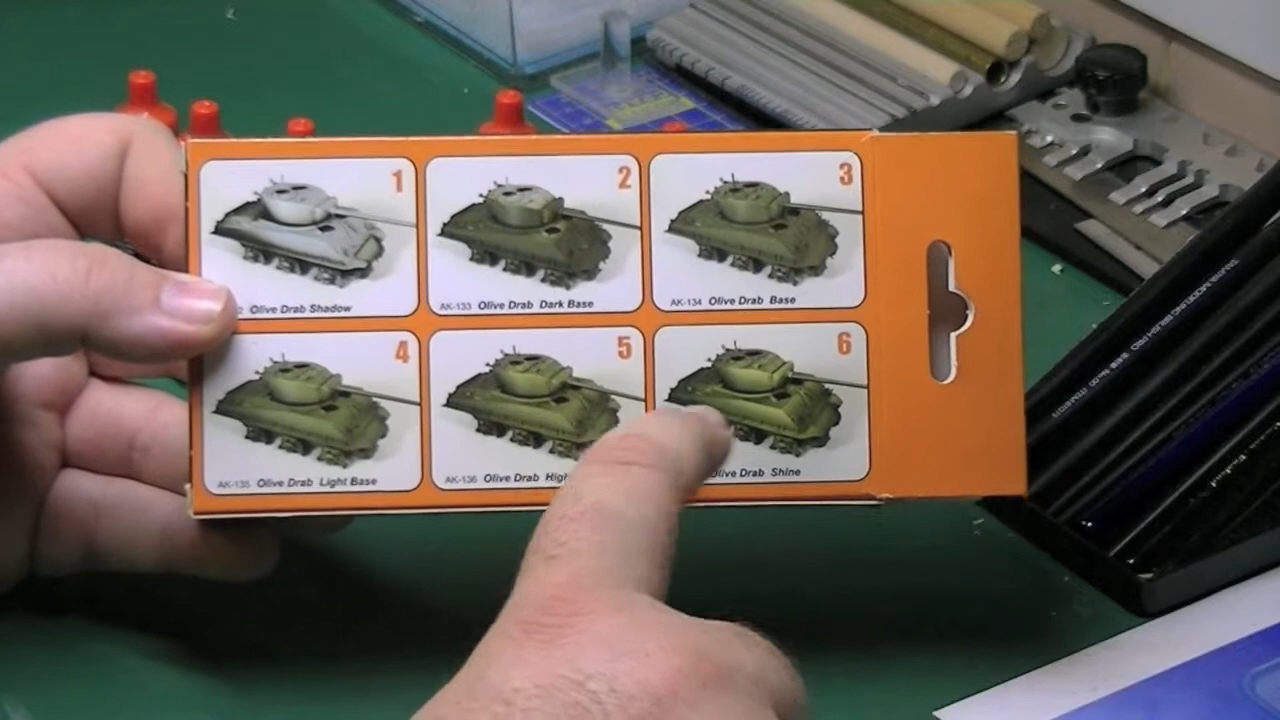 1
2
3
Olive Drab Shadow
AK-133 Olive Drab Dark Base
AK-134 Olive Drab Base
4
5
6
AK-135 Olive Drab Light Base
AK-136 Olive Drab High
Olive Drab Shine